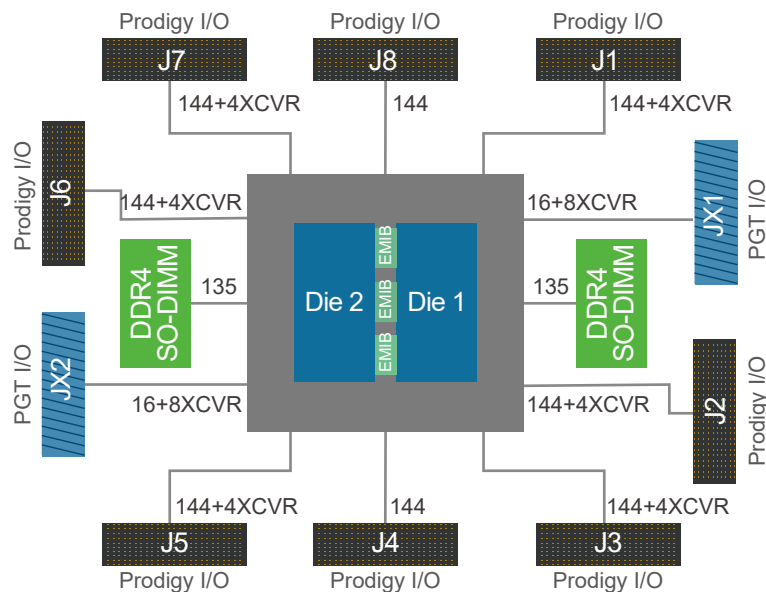 Prodigy I/O
Prodigy I/O
Prodigy I/O
J7
J8
J1
144+4XCVR
144
144+4XCVR
Prodigy I/O
J6
144+4XCVR
16+8XCVR
JX1
PGT I/O
DDR4
SO-DIMM
135
Die 2
EMIB
EMIB
EMIB
Die 1
135
DDR4
SO-DIMM
PGT I/O
JX2
16+8XCVR
144+4XCVR
J2
Prodigy I/O
144+4XCVR
144
144+4XCVR
J5
J4
J3
Prodigy I/O
Prodigy I/O
Prodigy I/O